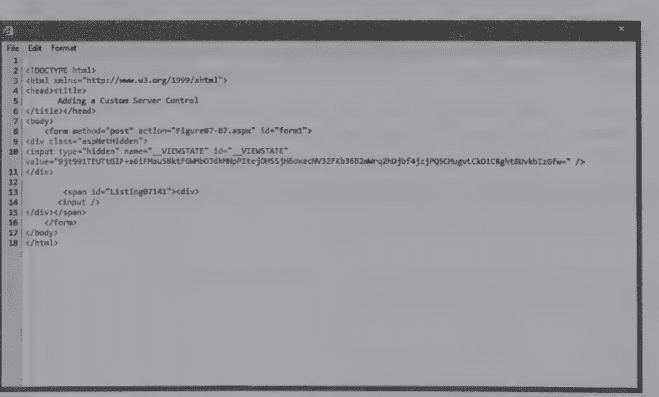 File Edit Format
1
2 <!DOCTYPE html>
3 <html xmlns="http://www.w3.org/1999/xhtml">
4 <head><title>
5 Adding a Custom Server Control
6 </title></head>
7 <body>
8 <form method="post" action="Figure07-07.aspx" id="form1">
9 <div class="aspNetHidden">
10 <input type="hidden" name="__VIEWSTATE" id="__VIEWSTATE"
value=" />
11 </div>
12
13 <span id="Listing07141"><div>
14 <input />
15 </div></span>
16 </form>
17 </body>
18 </html>